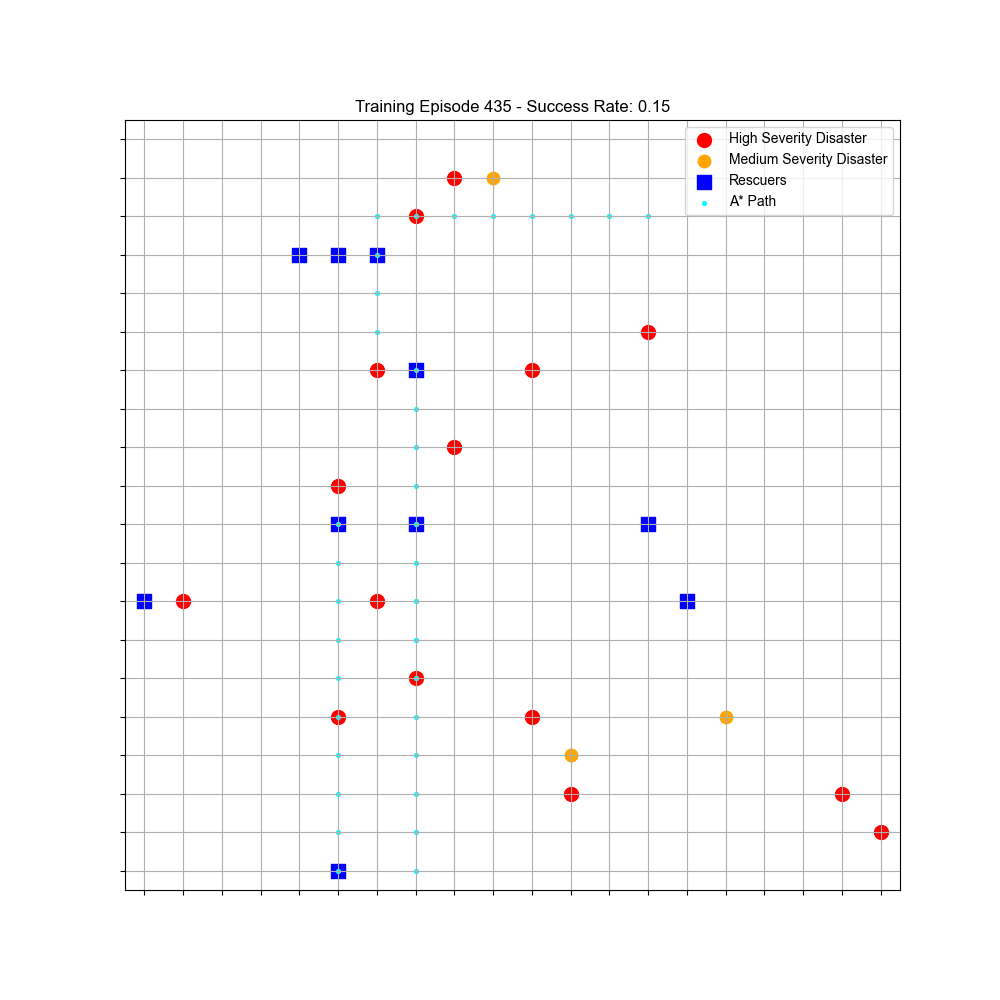 Training Episode 435 - Success Rate: 0.15
High Severity Disaster
Medium Severity Disaster
Rescuers
A* Path